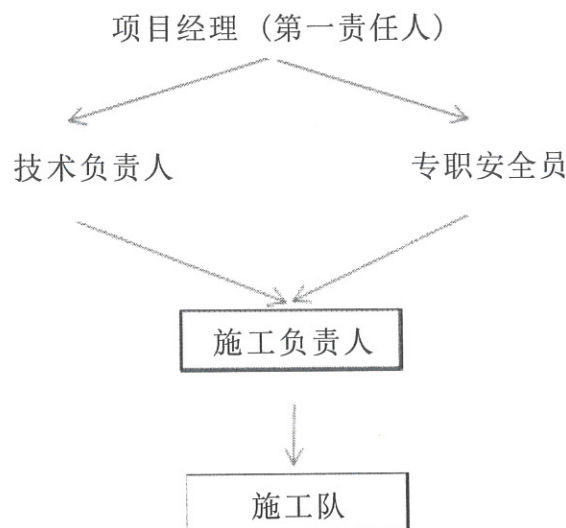 项目经理 (第一责任人)
技术负责人
专职安全员
施工负责人
施工队